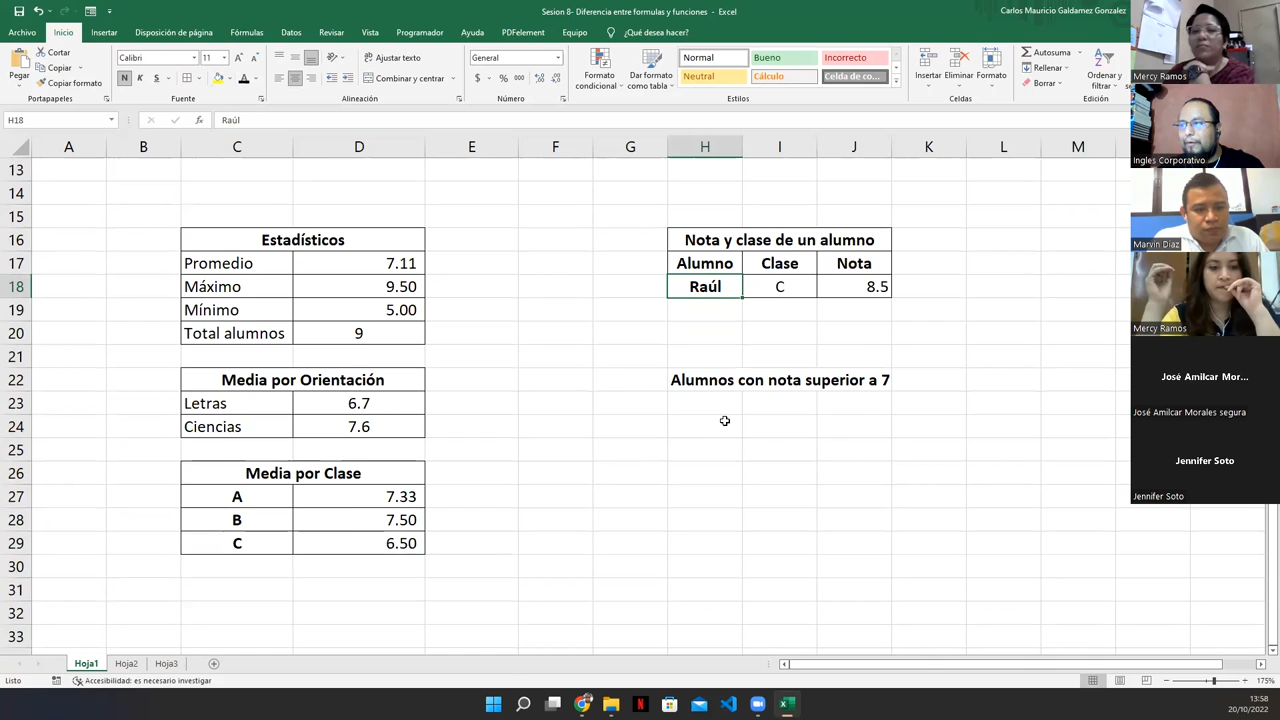 Sesion 8- Diferencia entre formulas y funciones - Excel
Carlos Mauricio Galdamez Gonzalez
Archivo Inicio Insertar Disposición de página Fórmulas Datos Revisar Vista Programador Ayuda PDFelement Equipo ¿Qué desea hacer?
Pegar
Cortar
Copiar
Copiar formato
Portapapeles
Calibri 11
N K S
Fuente
Ajustar texto
Combinar y centrar
Alineación
General
$ % 000
Número
Formato condicional
Dar formato como tabla
Normal Bueno Incorrecto
Neutral Cálculo Celda de co...
Estilos
Insertar Eliminar Formato
Celdas
Autosuma
Rellenar
Borrar
Ordenar y filtrar
Edición
H18 fx Raúl
A B C D E F G H I J K L M
13
14
15
16 Estadísticos Nota y clase de un alumno
17 Promedio 7.11 Alumno Clase Nota
18 Máximo 9.50 Raúl C 8.5
19 Mínimo 5.00
20 Total alumnos 9
21
22 Media por Orientación Alumnos con nota superior a 7
23 Letras 6.7
24 Ciencias 7.6
25
26 Media por Clase
27 A 7.33
28 B 7.50
29 C 6.50
30
31
32
33
Hoja1 Hoja2 Hoja3
Listo Accesibilidad: es necesario investigar 175%
13:58
20/10/2022
Mercy Ramos
Ingles Corporativo
Marvin Diaz
Mercy Ramos
José Amilcar Mor...
José Amilcar Morales segura
Jennifer Soto
Jennifer Soto